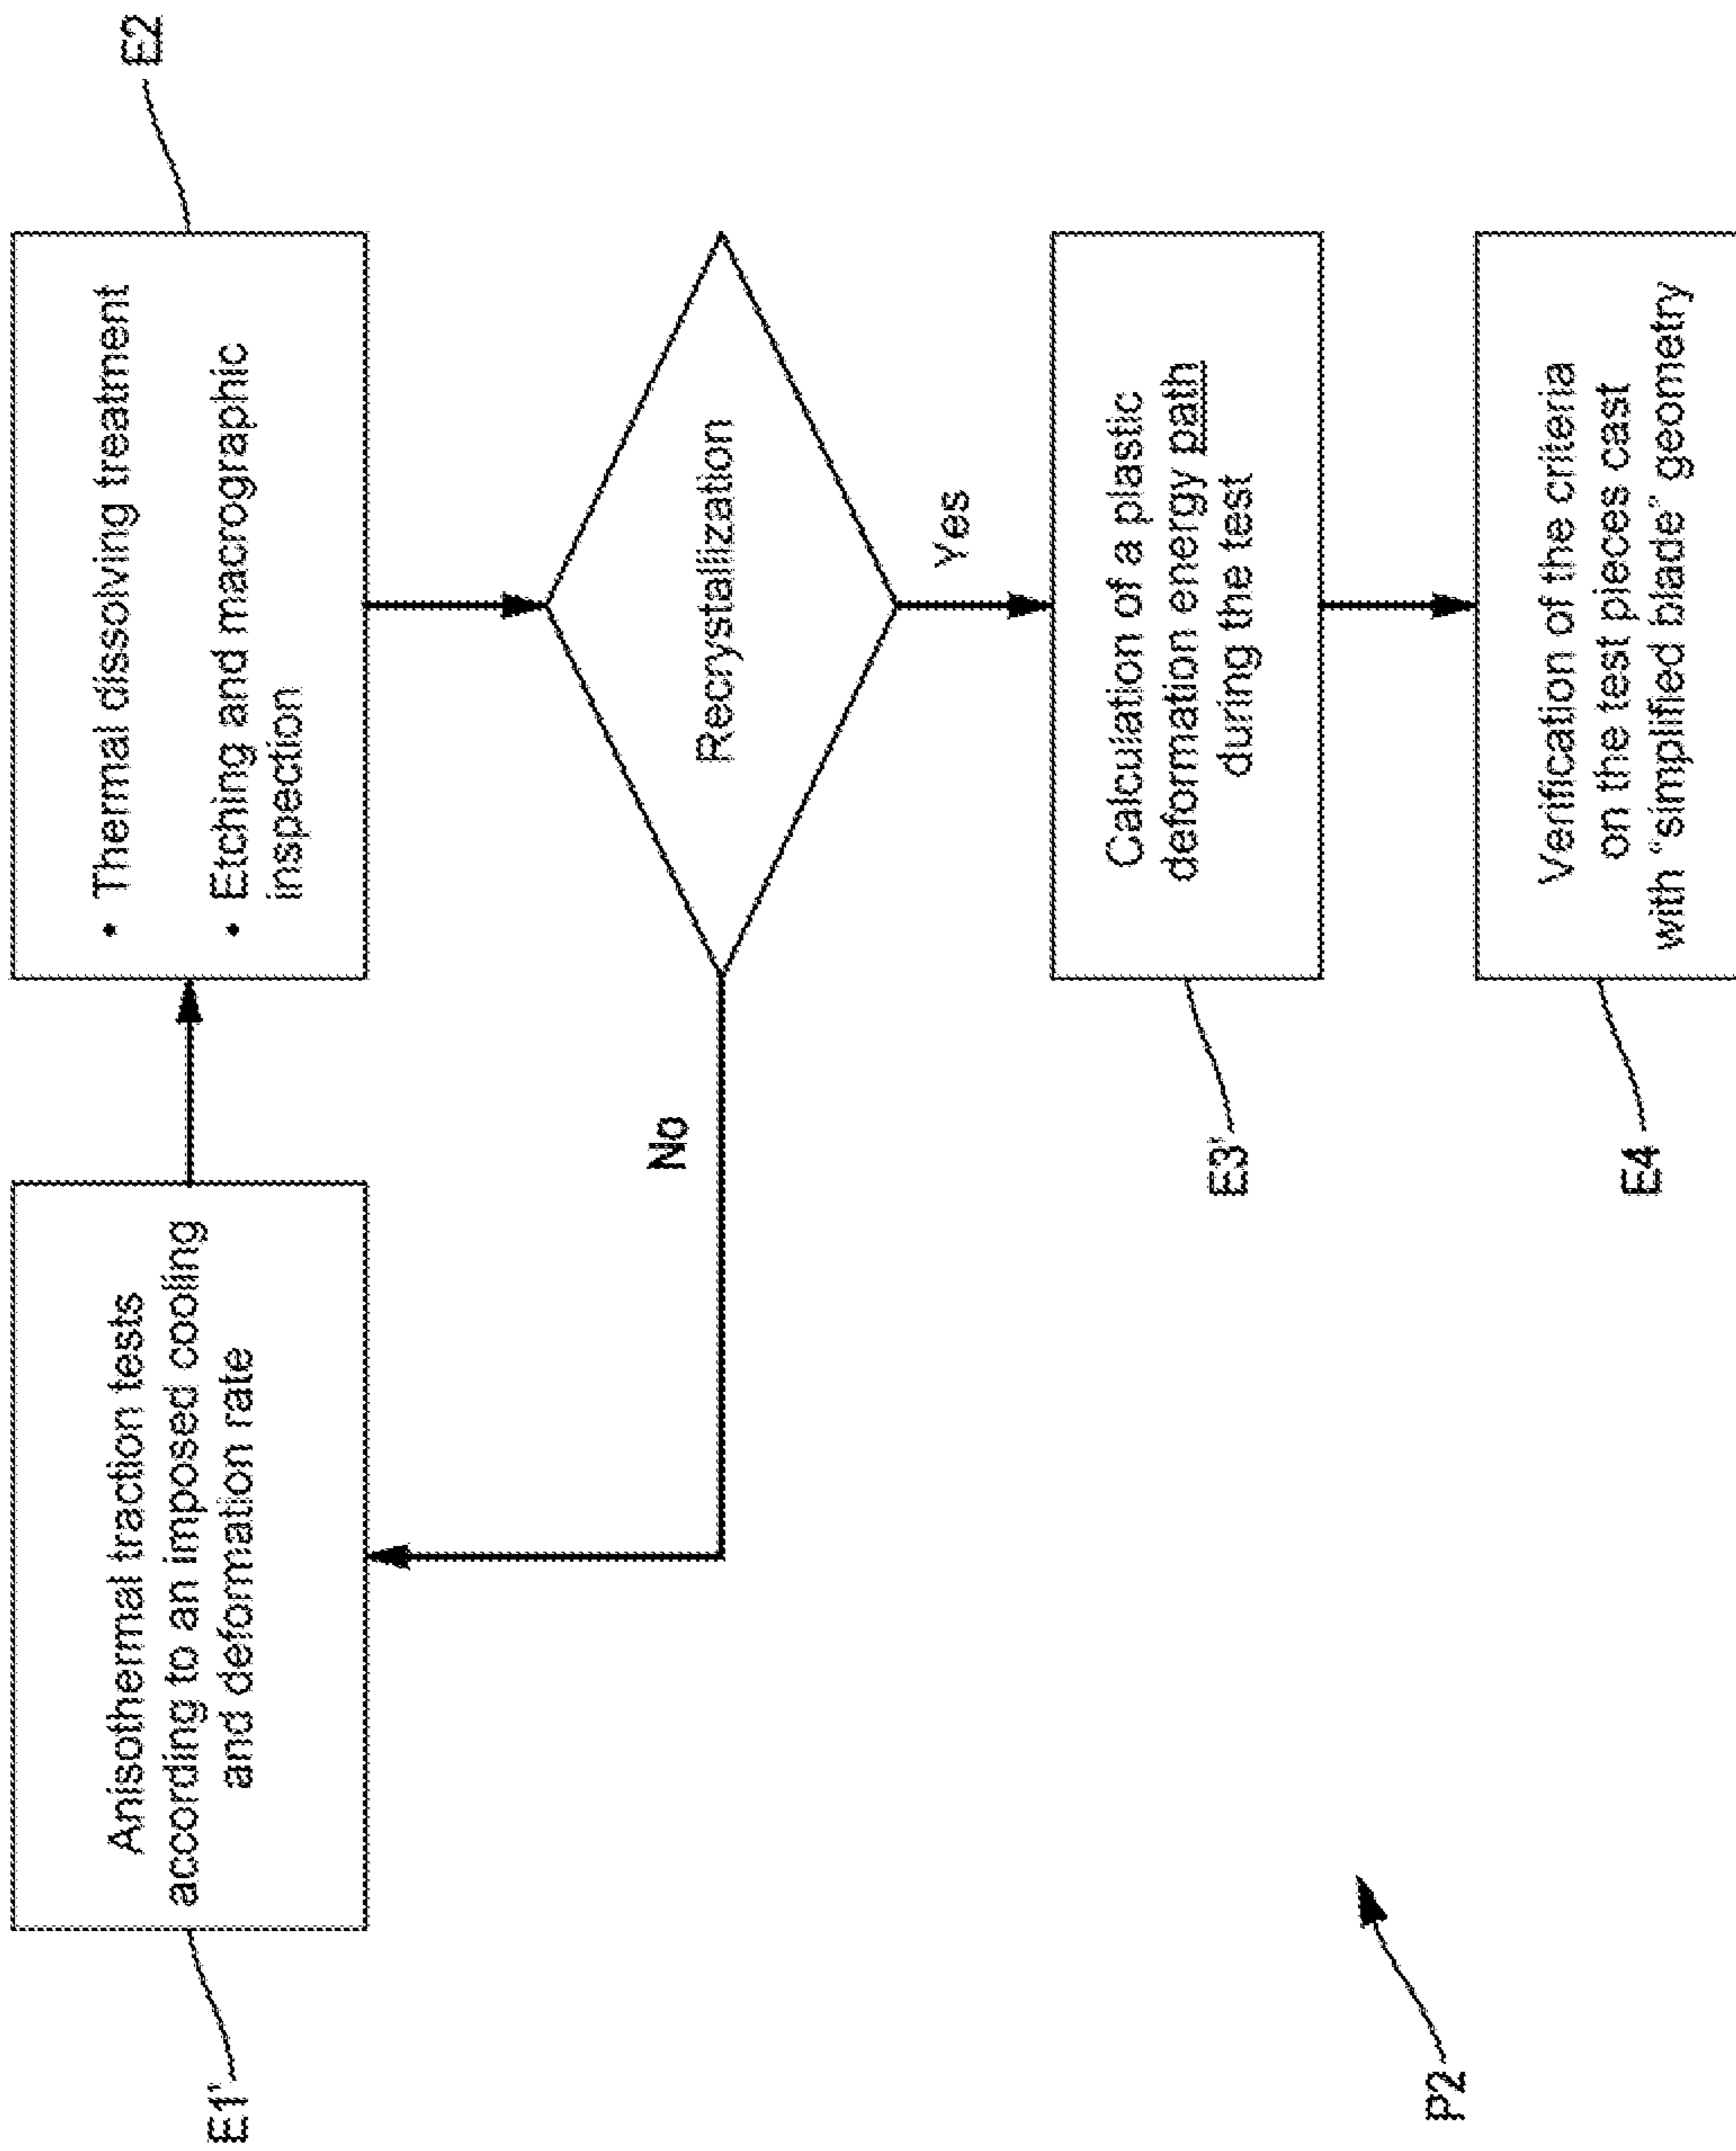 E1'
Anisothermal traction tests
according to an imposed cooling
and deformation rate
E2
• Thermal dissolving treatment
• Etching and macrographic
inspection
No
Recrystallization
Yes
E3'
Calculation of a plastic
deformation energy path
during the test
E4
Verification of the criteria
on the test pieces cast
with "simplified blade" geometry
P2